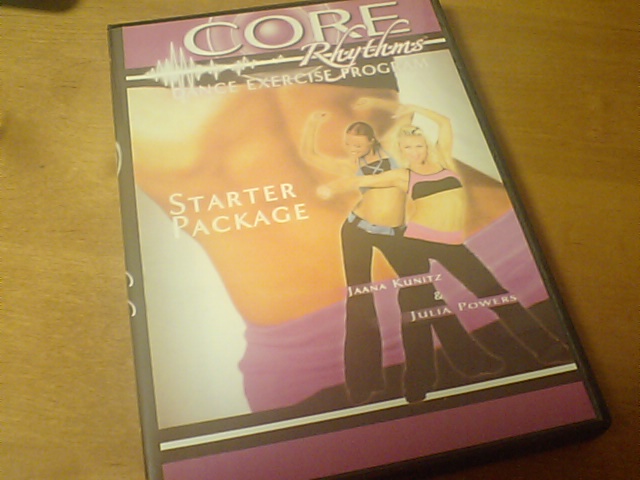 CORE
Rhythms
DANCE EXERCISE PROGRAM
STARTER
PACKAGE
JAANA KUNITZ
&
JULIA POWERS